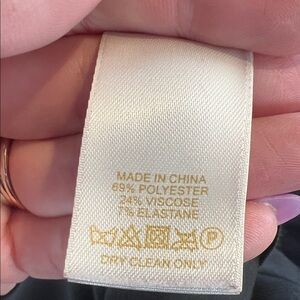 MADE IN CHINA
69% POLYESTER
24% VISCOSE
7% ELASTANE
P
DRY CLEAN ONLY